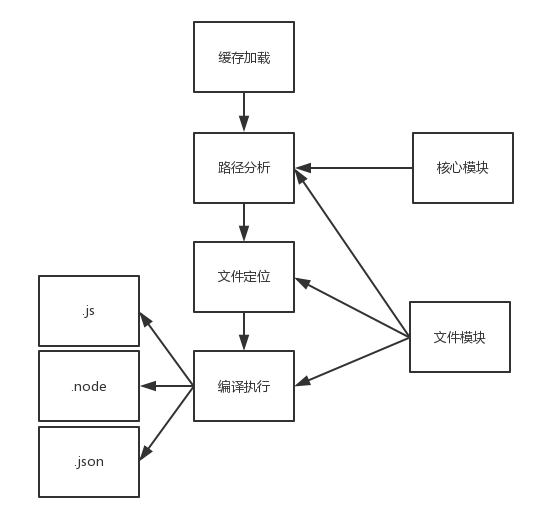 缓存加载
路径分析
核心模块
文件定位
.js
文件模块
.node
编译执行
.json